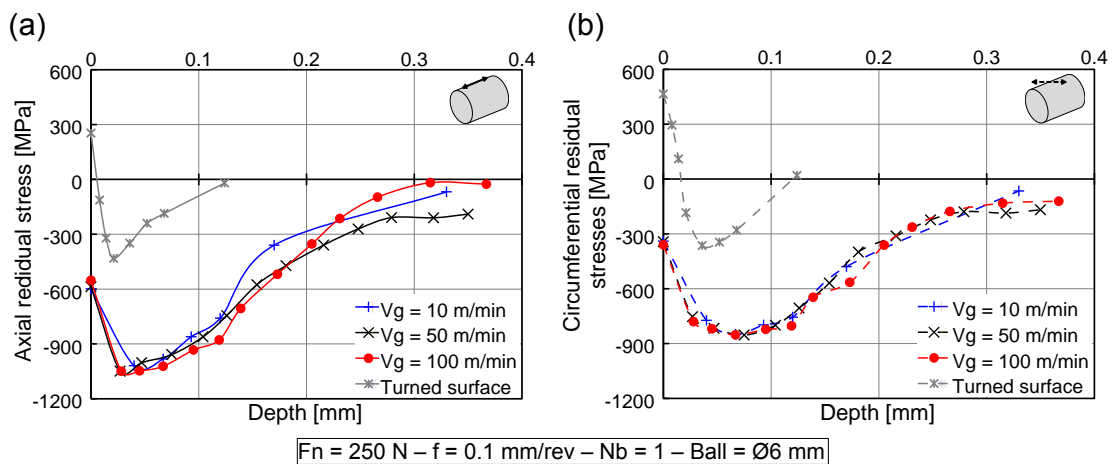 (a)
0 0.1 0.2 0.3 0.4
600
300
0
-300
-600
-900
-1200
Axial redidual stress [MPa]
Depth [mm]
Vg = 10 m/min
Vg = 50 m/min
Vg = 100 m/min
Turned surface
(b)
0 0.1 0.2 0.3 0.4
600
300
0
-300
-600
-900
-1200
Circumferential redidual
stresses [MPa]
Depth [mm]
Vg = 10 m/min
Vg = 50 m/min
Vg = 100 m/min
Turned surface
Fn = 250 N – f = 0.1 mm/rev – Nb = 1 – Ball = Ø6 mm